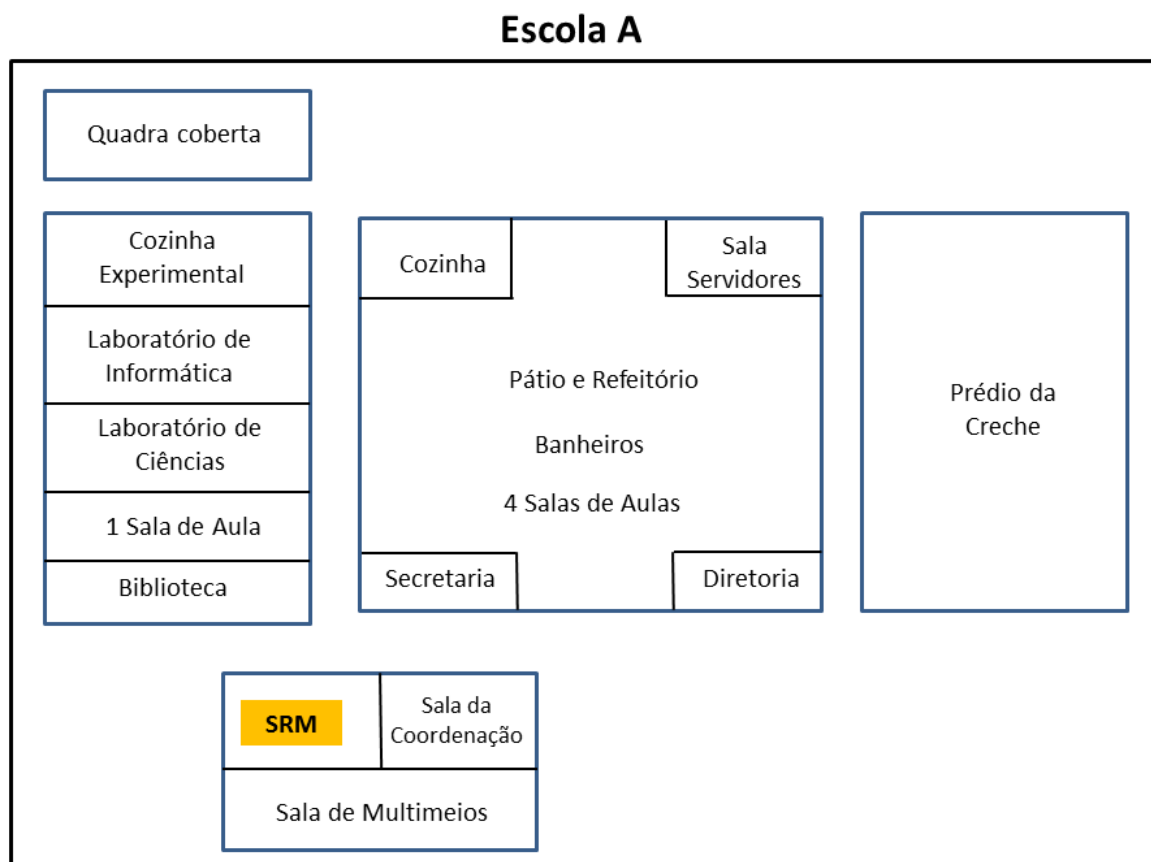 Escola A
Quadra coberta
Cozinha
Experimental
Laboratório de
Informática
Laboratório de
Ciências
1 Sala de Aula
Biblioteca
Cozinha
Sala
Servidores
Pátio e Refeitório
Banheiros
4 Salas de Aulas
Secretaria
Diretoria
Prédio da
Creche
SRM
Sala da
Coordenação
Sala de Multimeios